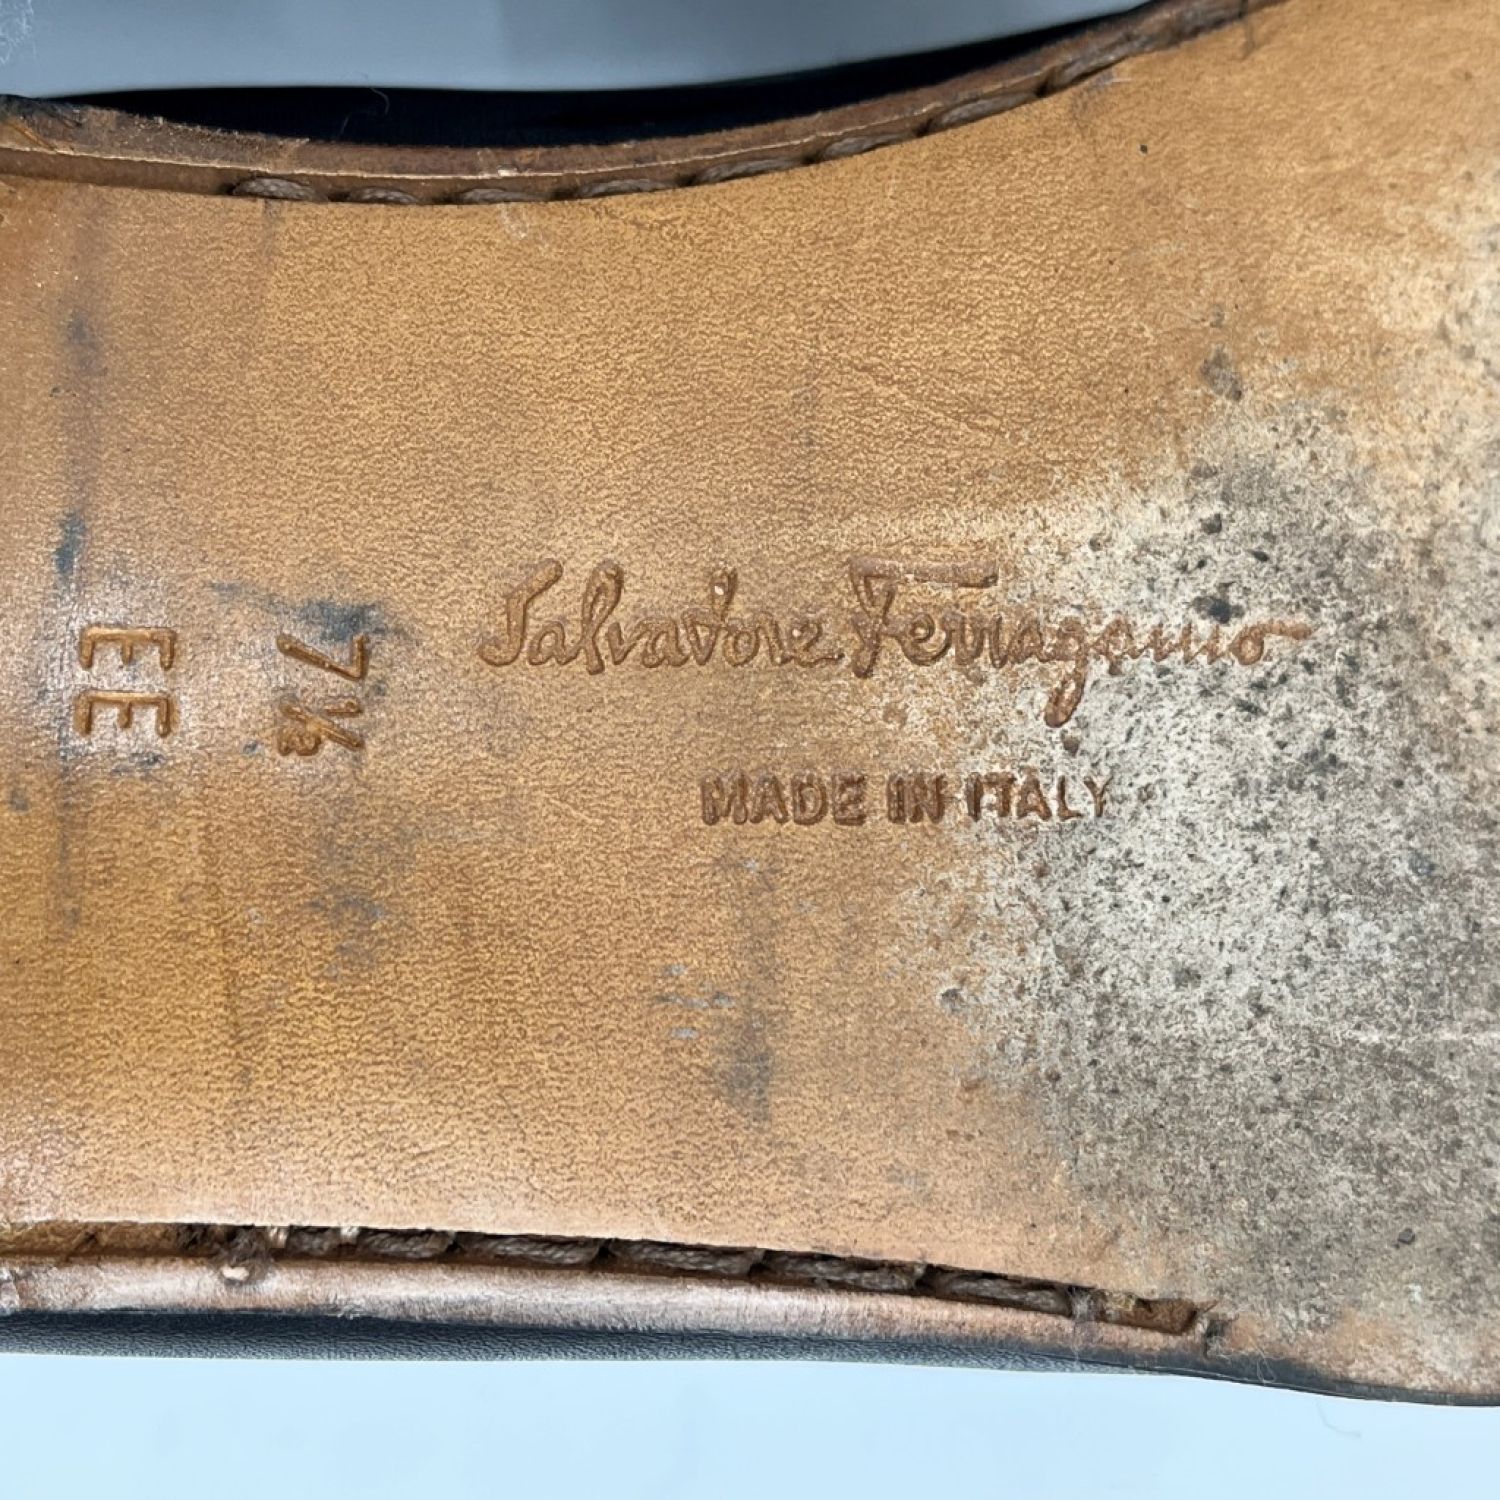 Salvatore Ferragamo
MADE IN ITALY
7½
EE